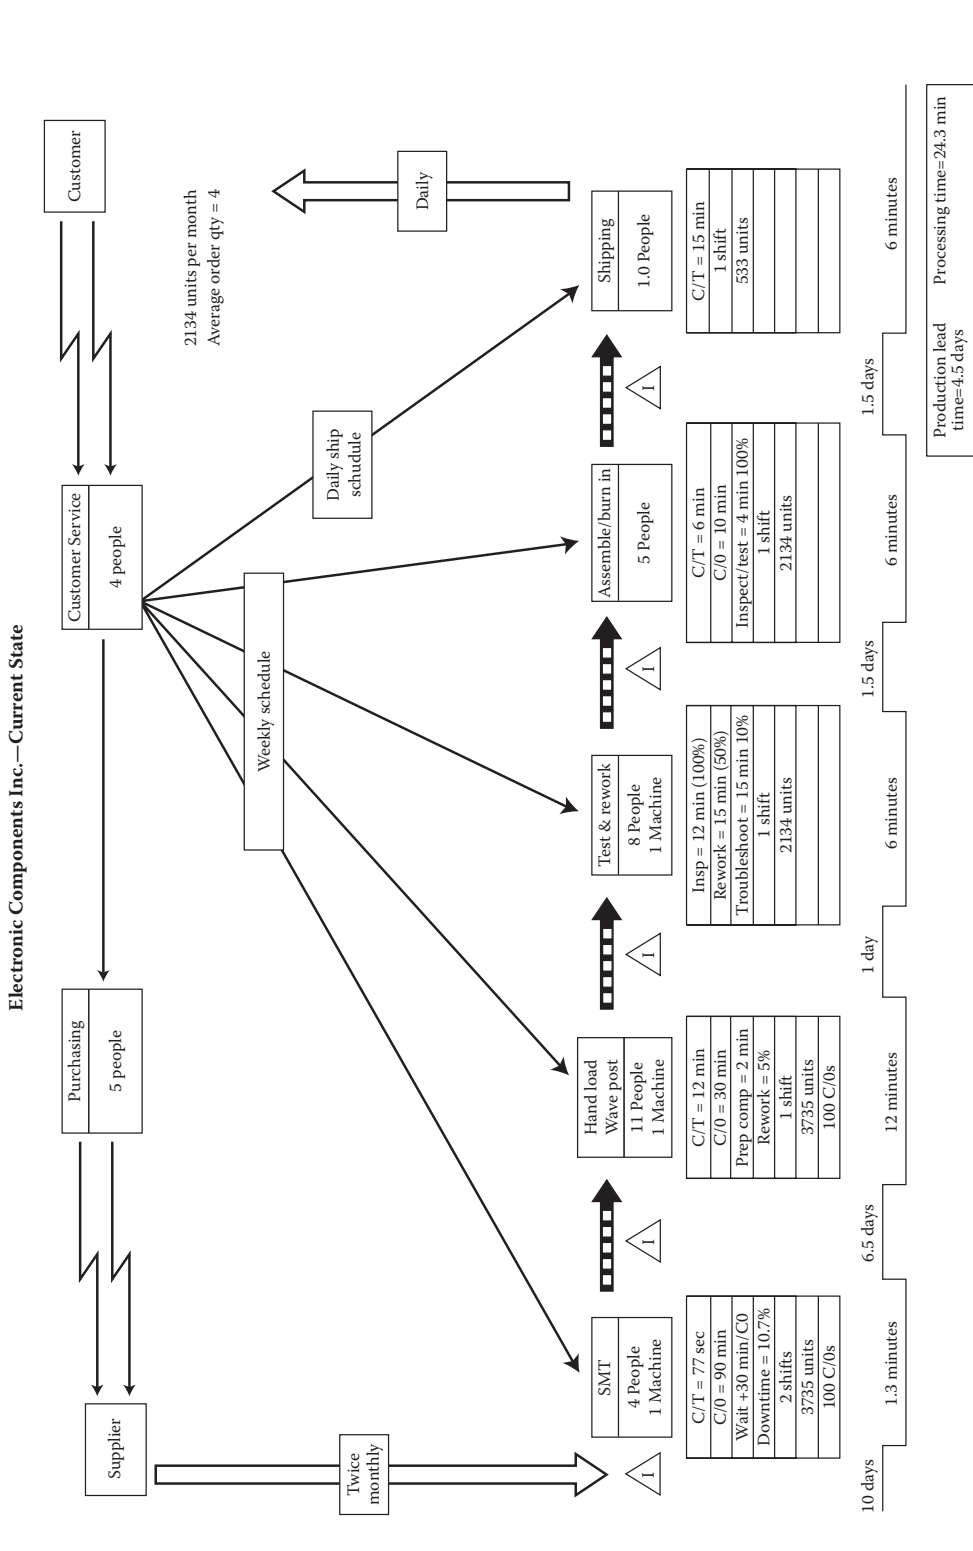 Electronic Components Inc.—Current State
Supplier
Purchasing
5 people
Customer Service
4 people
Customer
2134 units per month
Average order qty = 4
Twice
monthly
Weekly schedule
Daily ship
schudule
Daily
I
SMT
4 People
1 Machine
C/T = 77 sec
C/0 = 90 min
Wait +30 min/C0
Downtime = 10.7%
2 shifts
3735 units
100 C/0s
I
Hand load
Wave post
11 People
1 Machine
C/T = 12 min
C/0 = 30 min
Prep comp = 2 min
Rework = 5%
1 shift
3735 units
100 C/0s
I
Test & rework
8 People
1 Machine
Insp = 12 min (100%)
Rework = 15 min (50%)
Troubleshoot = 15 min 10%
1 shift
2134 units
I
Assemble/burn in
5 People
C/T = 6 min
C/0 = 10 min
Inspect/test = 4 min 100%
1 shift
2134 units
I
Shipping
1.0 People
C/T = 15 min
1 shift
533 units
10 days
1.3 minutes
6.5 days
12 minutes
1 day
6 minutes
1.5 days
6 minutes
1.5 days
6 minutes
Production lead
time=4.5 days
Processing time=24.3 min